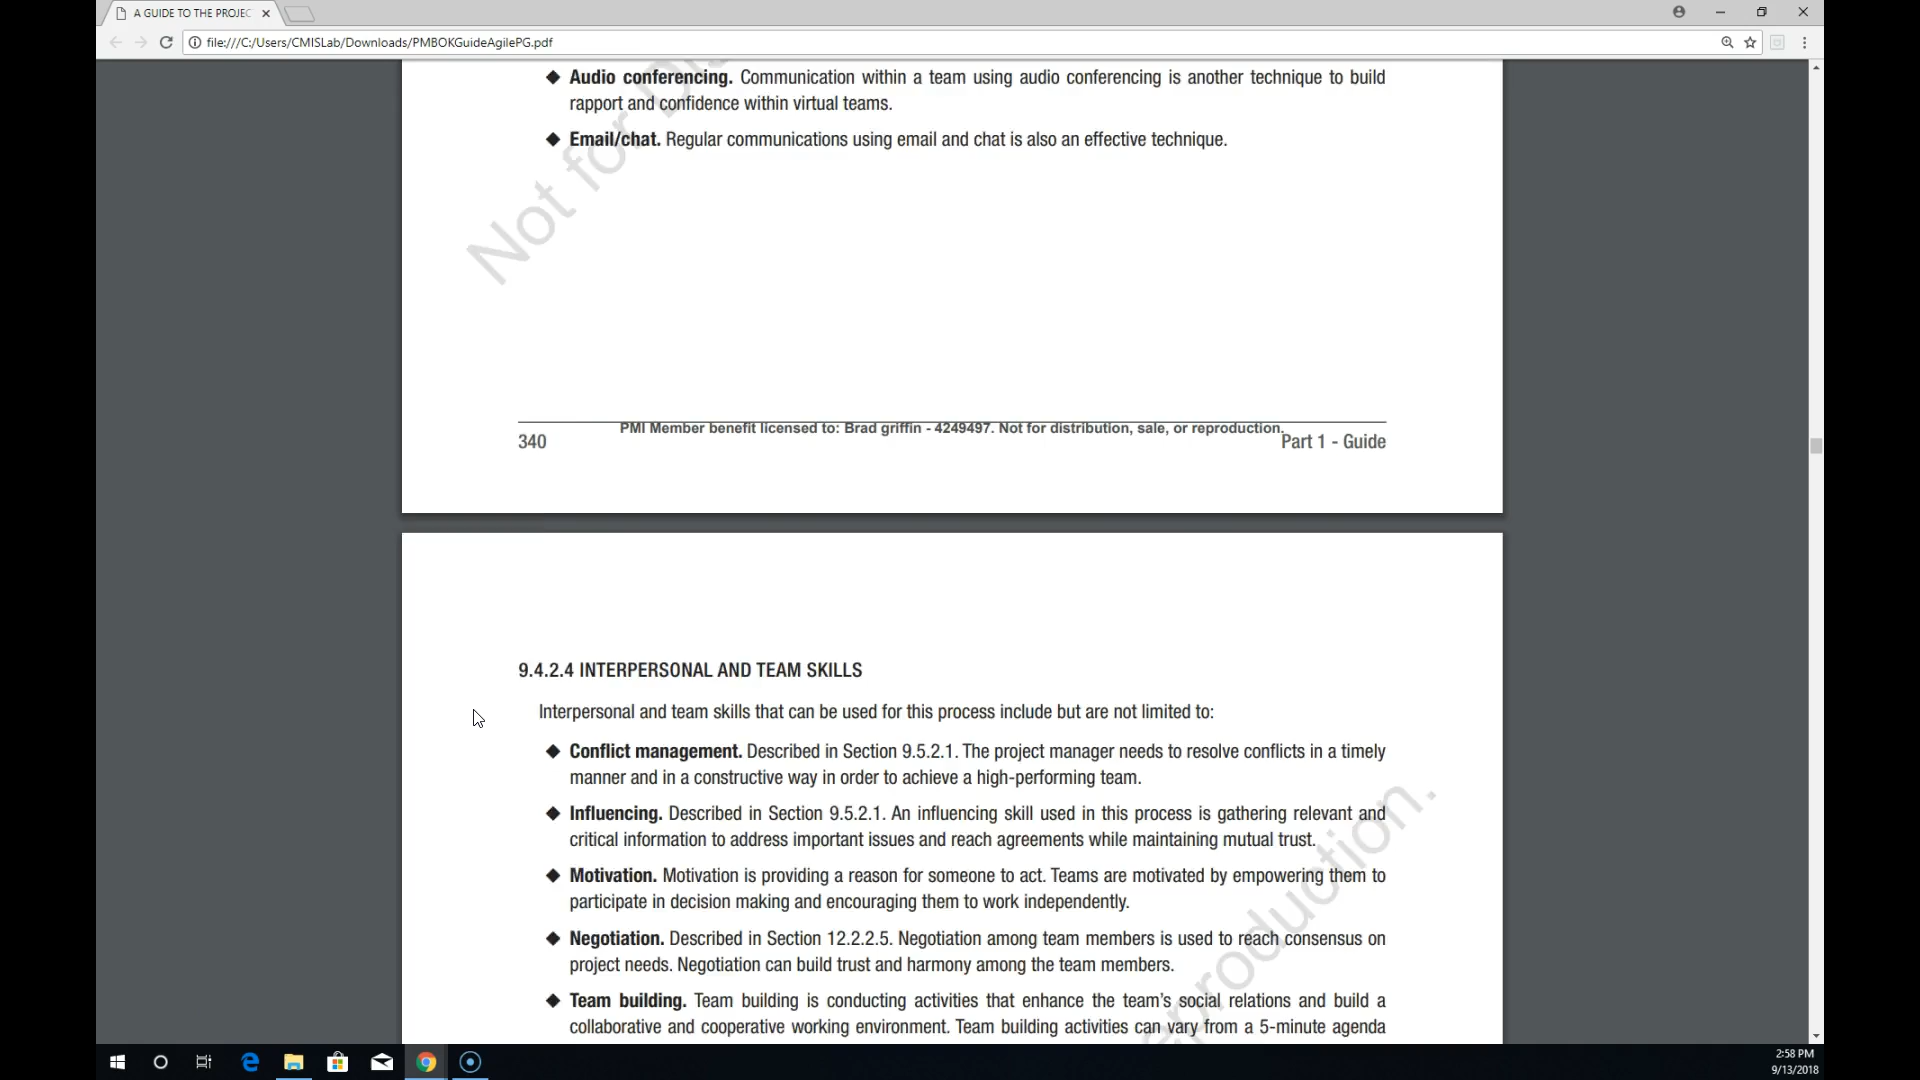 A GUIDE TO THE PROJEC
file:///C:/Users/CMISLab/Downloads/PMBOKGuideAgilePG.pdf
◆ Audio conferencing. Communication within a team using audio conferencing is another technique to build
rapport and confidence within virtual teams.
◆ Email/chat. Regular communications using email and chat is also an effective technique.
Not for Dis
PMI Member benefit licensed to: Brad griffin - 4249497. Not for distribution, sale, or reproduction.
340 Part 1 - Guide
9.4.2.4 INTERPERSONAL AND TEAM SKILLS
Interpersonal and team skills that can be used for this process include but are not limited to:
◆ Conflict management. Described in Section 9.5.2.1. The project manager needs to resolve conflicts in a timely
manner and in a constructive way in order to achieve a high-performing team.
◆ Influencing. Described in Section 9.5.2.1. An influencing skill used in this process is gathering relevant and
critical information to address important issues and reach agreements while maintaining mutual trust.
◆ Motivation. Motivation is providing a reason for someone to act. Teams are motivated by empowering them to
participate in decision making and encouraging them to work independently.
◆ Negotiation. Described in Section 12.2.2.5. Negotiation among team members is used to reach consensus on
project needs. Negotiation can build trust and harmony among the team members.
◆ Team building. Team building is conducting activities that enhance the team's social relations and build a
collaborative and cooperative working environment. Team building activities can vary from a 5-minute agenda
eproduction.
2:58 PM
9/13/2018